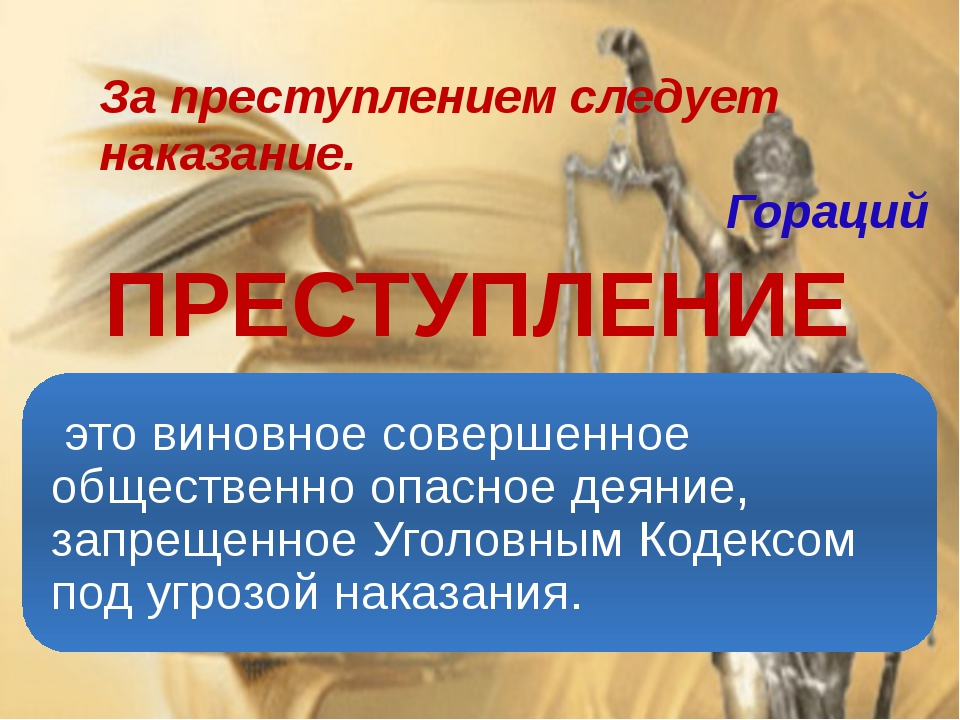 За преступлением следует
наказание.
Гораций
ПРЕСТУПЛЕНИЕ
это виновное совершенное
общественно опасное деяние,
запрещенное Уголовным Кодексом
под угрозой наказания.